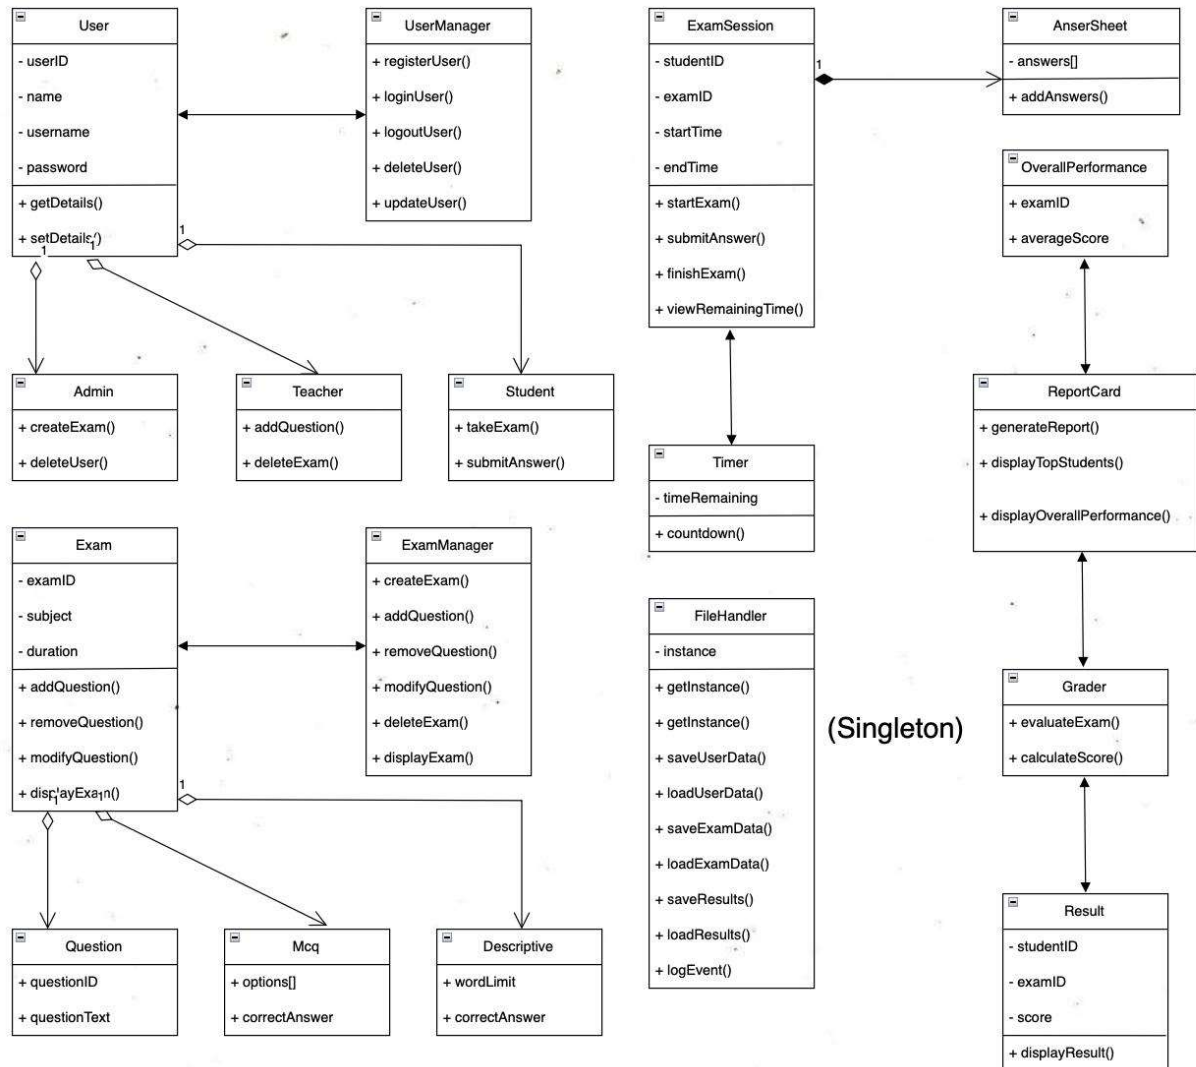 User
- userID
- name
- username
- password
+ getDetails()
+ setDetails()
1
1
1
UserManager
+ registerUser()
+ loginUser()
+ logoutUser()
+ deleteUser()
+ updateUser()
Admin
+ createExam()
+ deleteUser()
Teacher
+ addQuestion()
+ deleteExam()
Student
+ takeExam()
+ submitAnswer()
Exam
- examID
- subject
- duration
+ addQuestion()
+ removeQuestion()
+ modifyQuestion()
+ displayExam()
1
1
1
ExamManager
+ createExam()
+ addQuestion()
+ removeQuestion()
+ modifyQuestion()
+ deleteExam()
+ displayExam()
Question
+ questionID
+ questionText
Mcq
+ options[]
+ correctAnswer
Descriptive
+ wordLimit
+ correctAnswer
ExamSession
- studentID
- examID
- startTime
- endTime
+ startExam()
+ submitAnswer()
+ finishExam()
+ viewRemainingTime()
1
AnserSheet
- answers[]
+ addAnswers()
OverallPerformance
+ examID
+ averageScore
Timer
- timeRemaining
+ countdown()
ReportCard
+ generateReport()
+ displayTopStudents()
+ displayOverallPerformance()
FileHandler
- instance
+ getInstance()
+ getInstance()
+ saveUserData()
+ loadUserData()
+ saveExamData()
+ loadExamData()
+ saveResults()
+ loadResults()
+ logEvent()
(Singleton)
Grader
+ evaluateExam()
+ calculateScore()
Result
- studentID
- examID
- score
+ displayResult()